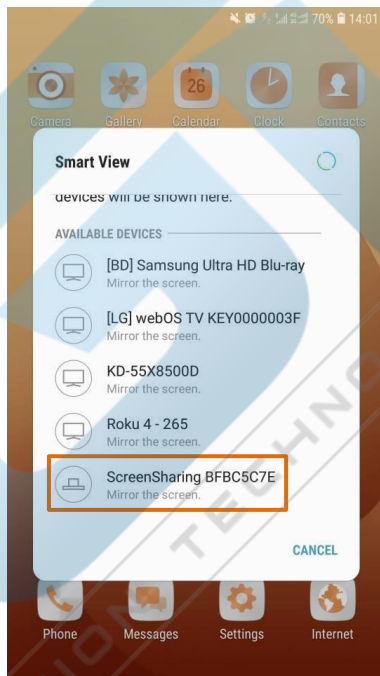 70% 14:01
26
Camera Gallery Calendar Clock Contacts
Smart View
devices will be shown here.
AVAILABLE DEVICES
[BD] Samsung Ultra HD Blu-ray
Mirror the screen.
[LG] webOS TV KEY0000003F
Mirror the screen.
KD-55X8500D
Mirror the screen.
Roku 4 - 265
Mirror the screen.
ScreenSharing BFBC5C7E
Mirror the screen.
CANCEL
Phone Messages Settings Internet